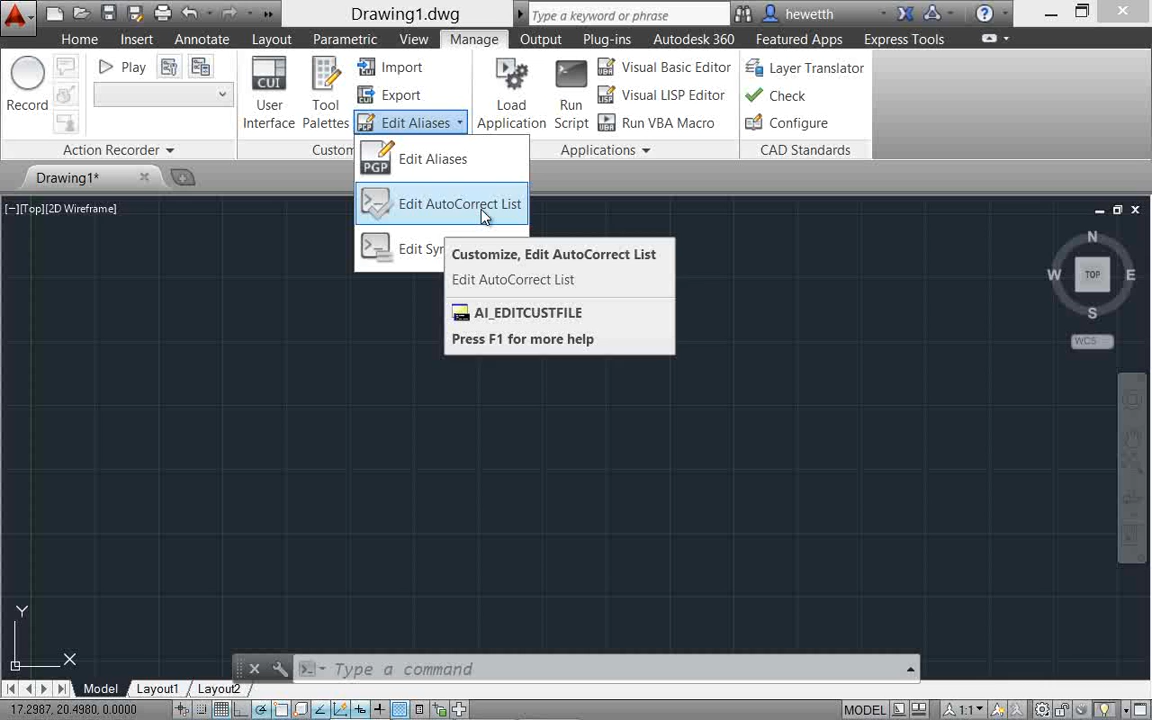 Drawing1.dwg
Type a keyword or phrase
hewetth
Home Insert Annotate Layout Parametric View Manage Output Plug-ins Autodesk 360 Featured Apps Express Tools
Record
Play
CUI
User
Interface
Tool
Palettes
Import
Export
Edit Aliases
Load
Application
Run
Script
Visual Basic Editor
Visual LISP Editor
Run VBA Macro
Layer Translator
Check
Configure
Action Recorder
Custom
Applications
CAD Standards
PGP
Edit Aliases
Edit AutoCorrect List
Edit Syn
Customize, Edit AutoCorrect List
Edit AutoCorrect List
AI_EDITCUSTFILE
Press F1 for more help
Drawing1*
[−][Top][2D Wireframe]
N
W TOP E
S
WCS
Y
X
Type a command
Model Layout1 Layout2
17.2987, 20.4980, 0.0000
MODEL
1:1